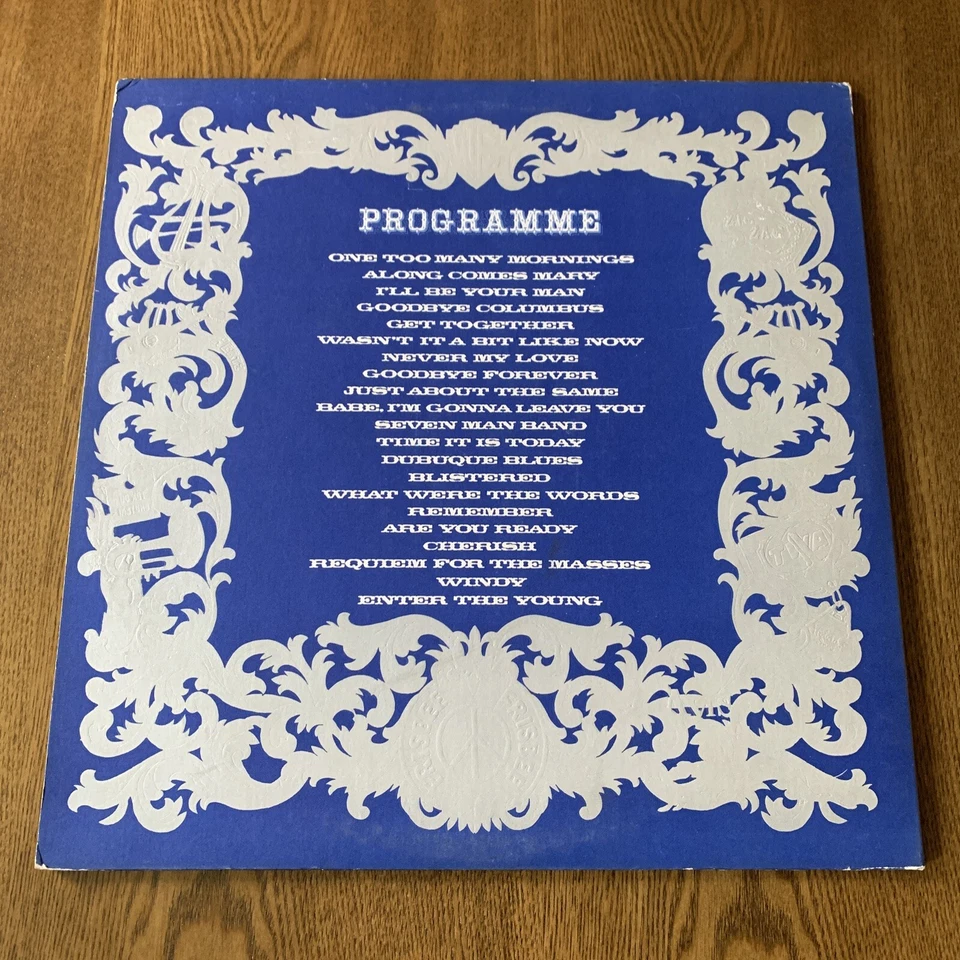 PROGRAMME
ONE TOO MANY MORNINGS
ALONG COMES MARY
I'LL BE YOUR MAN
GOODBYE COLUMBUS
GET TOGETHER
WASN'T IT A BIT LIKE NOW
NEVER MY LOVE
GOODBYE FOREVER
JUST ABOUT THE SAME
BABE, I'M GONNA LEAVE YOU
SEVEN MAN BAND
TIME IT IS TODAY
DUBUQUE BLUES
BLISTERED
WHAT WERE THE WORDS
REMEMBER
ARE YOU READY
CHERISH
REQUIEM FOR THE MASSES
WINDY
ENTER THE YOUNG
ZIG
ZAG